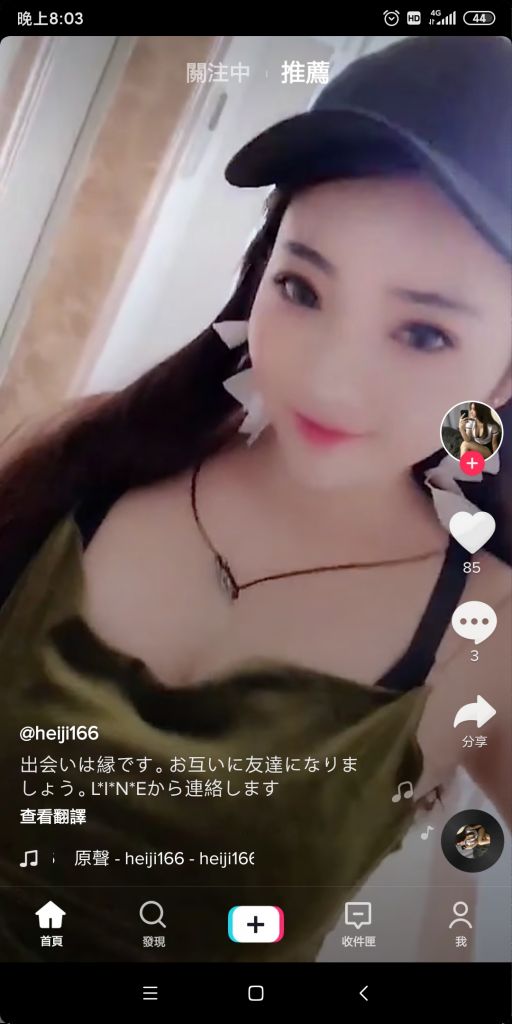 晚上8:03
HD
4G
44
關注中
推薦
85
3
分享
@heiji166
出会いは縁です。お互いに友達になりま
しょう。L*I*N*Eから連絡します
查看翻譯
原聲 - heiji166 - heiji166
首頁
發現
收件匣
我